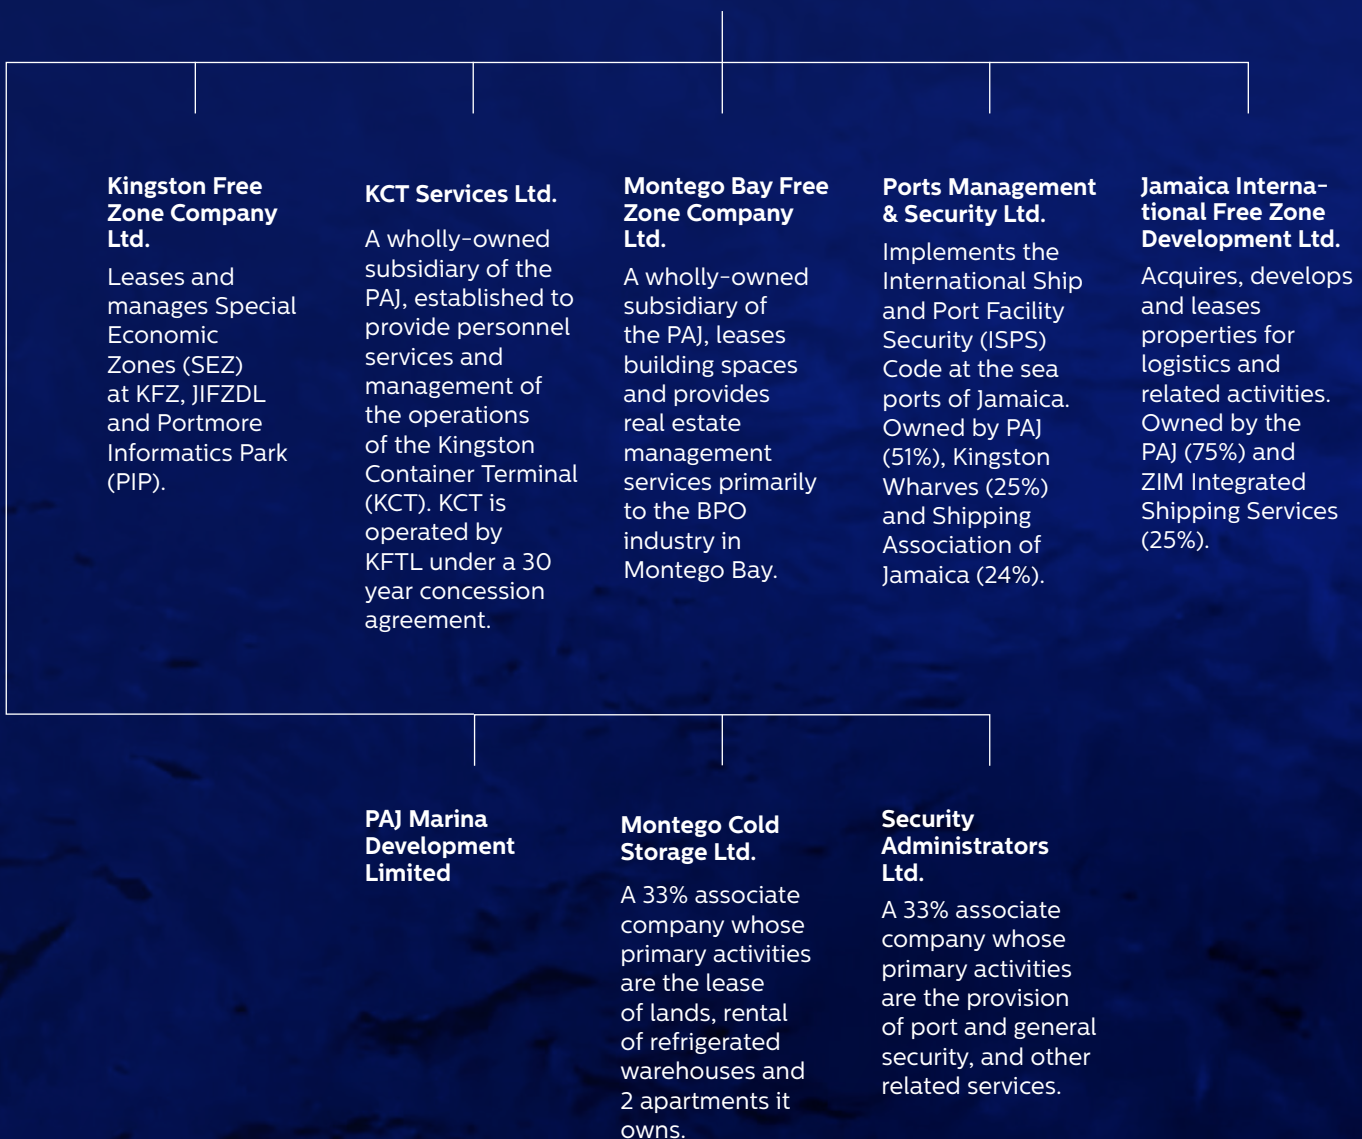 Kingston Free
Zone Company
Ltd.
Leases and
manages Special
Economic
Zones (SEZ)
at KFZ, JIFZDL
and Portmore
Informatics Park
(PIP).
KCT Services Ltd.
A wholly-owned
subsidiary of the
PAJ, established to
provide personnel
services and
management of
the operations
of the Kingston
Container Terminal
(KCT). KCT is
operated by
KFTL under a 30
year concession
agreement.
Montego Bay Free
Zone Company
Ltd.
A wholly-owned
subsidiary of
the PAJ, leases
building spaces
and provides
real estate
management
services primarily
to the BPO
industry in
Montego Bay.
Ports Management
& Security Ltd.
Implements the
International Ship
and Port Facility
Security (ISPS)
Code at the sea
ports of Jamaica.
Owned by PAJ
(51%), Kingston
Wharves (25%)
and Shipping
Association of
Jamaica (24%).
Jamaica Interna-
tional Free Zone
Development Ltd.
Acquires, develops
and leases
properties for
logistics and
related activities.
Owned by the
PAJ (75%) and
ZIM Integrated
Shipping Services
(25%).
PAJ Marina
Development
Limited
Montego Cold
Storage Ltd.
A 33% associate
company whose
primary activities
are the lease
of lands, rental
of refrigerated
warehouses and
2 apartments it
owns.
Security
Administrators
Ltd.
A 33% associate
company whose
primary activities
are the provision
of port and general
security, and other
related services.